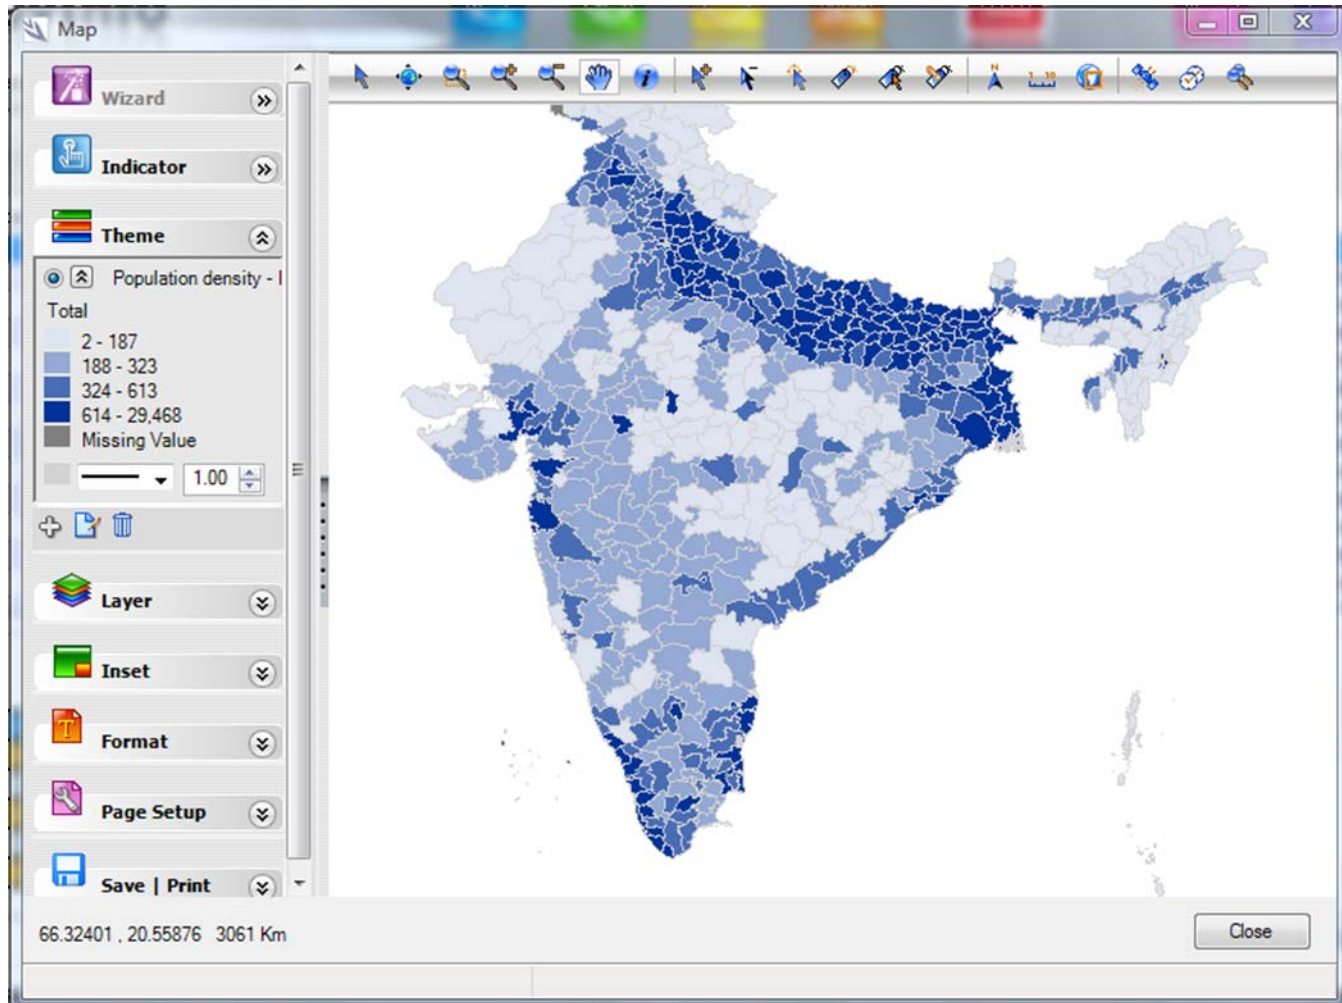 Map
Wizard
Indicator
Theme
Population density - I
Total
2 - 187
188 - 323
324 - 613
614 - 29,468
Missing Value
1.00
Layer
Inset
Format
Page Setup
Save | Print
66.32401 , 20.55876 3061 Km
Close